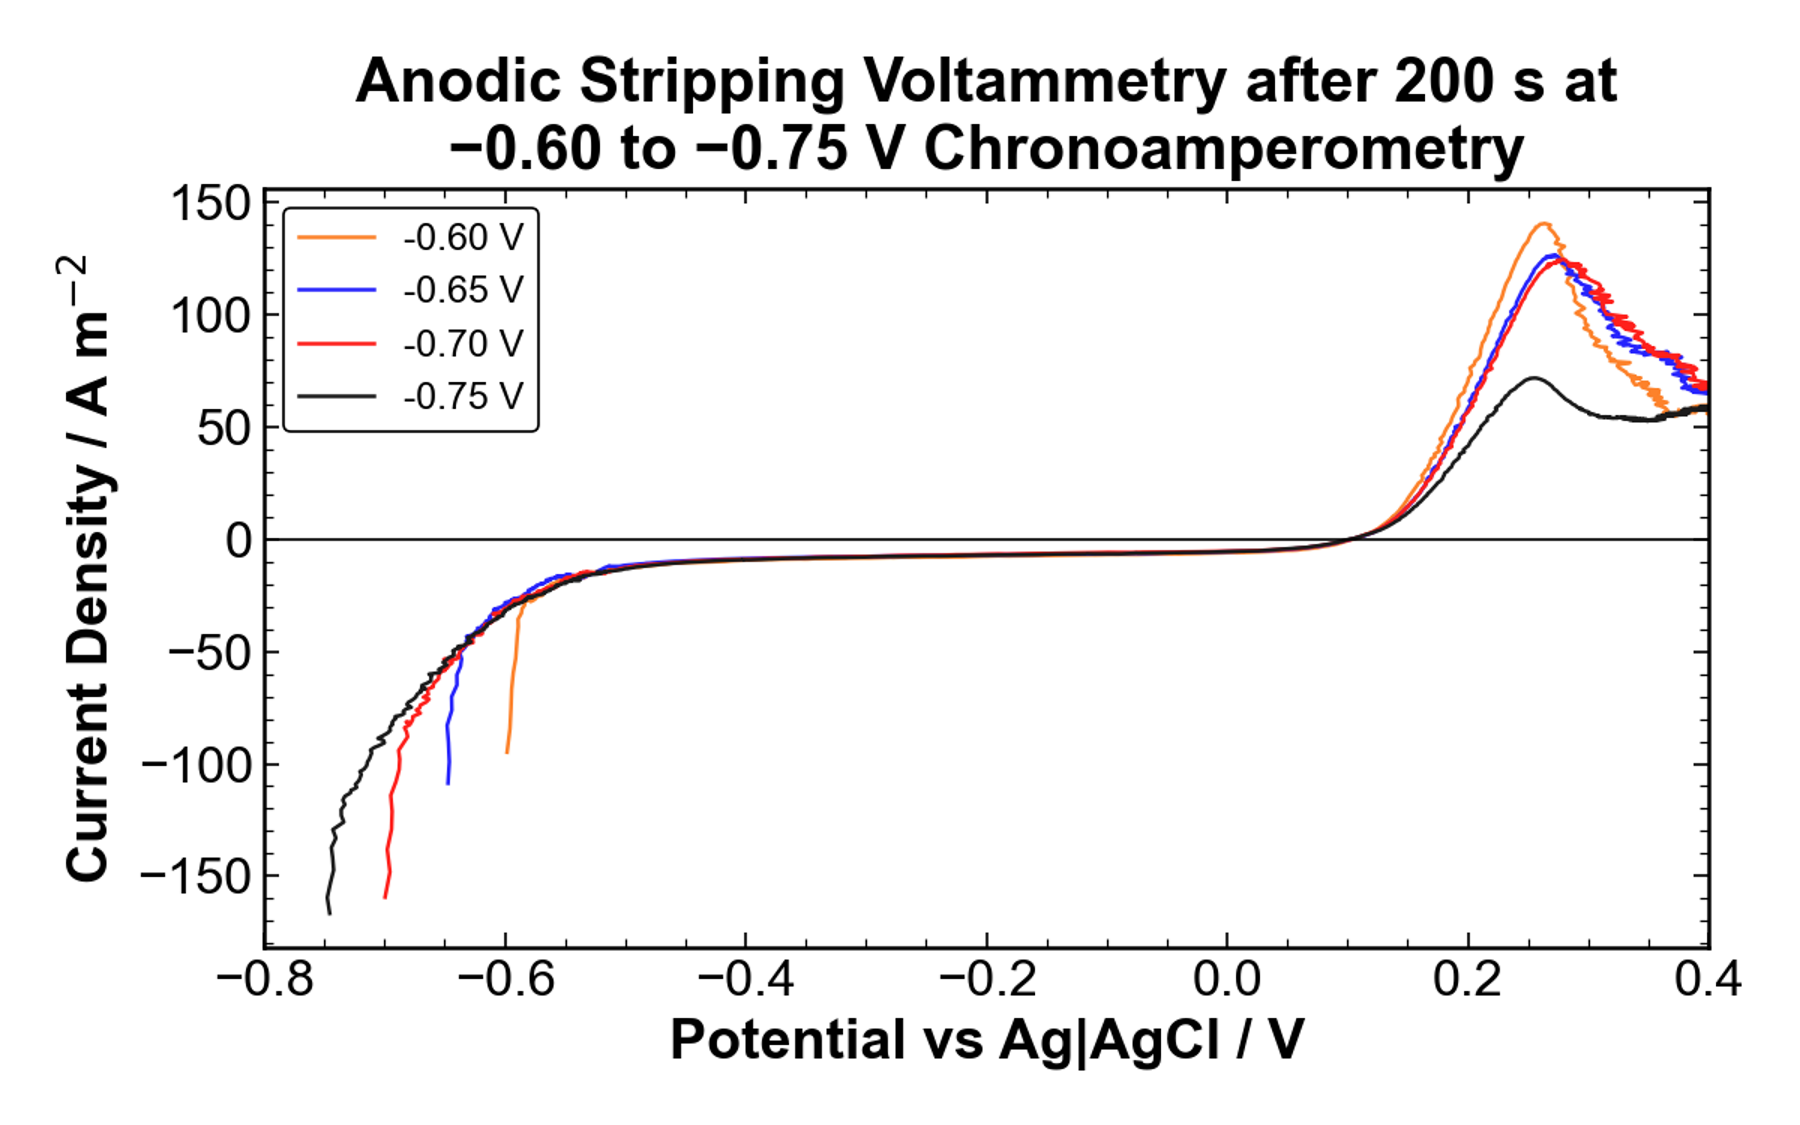 Anodic Stripping Voltammetry after 200 s at
−0.60 to −0.75 V Chronoamperometry
Current Density / A m⁻²
150
100
50
0
−50
−100
−150
-0.60 V
-0.65 V
-0.70 V
-0.75 V
−0.8 −0.6 −0.4 −0.2 0.0 0.2 0.4
Potential vs Ag|AgCl / V